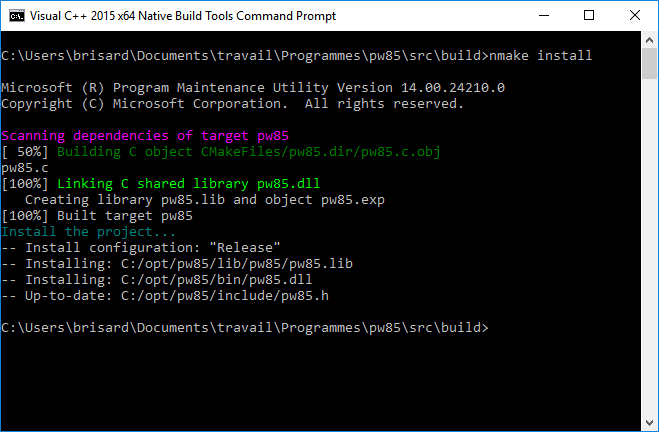 Visual C++ 2015 x64 Native Build Tools Command Prompt
C:\Users\brisard\Documents\travail\Programmes\pw85\src\build>nmake install
Microsoft (R) Program Maintenance Utility Version 14.00.24210.0
Copyright (C) Microsoft Corporation.  All rights reserved.
Scanning dependencies of target pw85
[ 50%] Building C object CMakeFiles/pw85.dir/pw85.c.obj
pw85.c
[100%] Linking C shared library pw85.dll
   Creating library pw85.lib and object pw85.exp
[100%] Built target pw85
Install the project...
-- Install configuration: "Release"
-- Installing: C:/opt/pw85/lib/pw85/pw85.lib
-- Installing: C:/opt/pw85/bin/pw85.dll
-- Up-to-date: C:/opt/pw85/include/pw85.h
C:\Users\brisard\Documents\travail\Programmes\pw85\src\build>